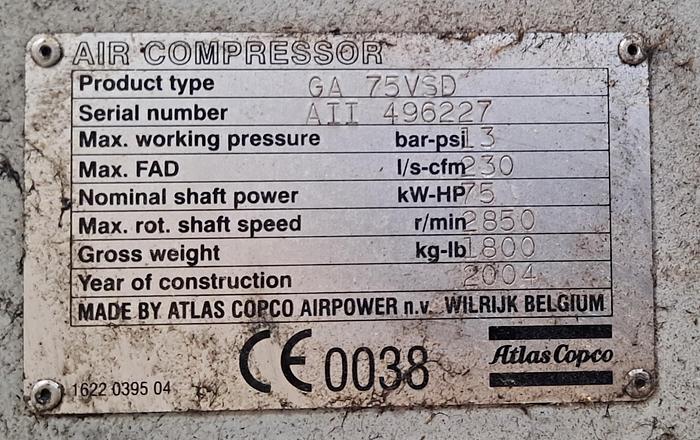 AIR COMPRESSOR
Product type GA 75VSD
Serial number AII 496227
Max. working pressure bar-psi 13
Max. FAD l/s-cfm 230
Nominal shaft power kW-HP 75
Max. rot. shaft speed r/min 2850
Gross weight kg-lb 1800
Year of construction 2004
MADE BY ATLAS COPCO AIRPOWER n.v. WILRIJK BELGIUM
CE 0038
Atlas Copco
1622 0395 04